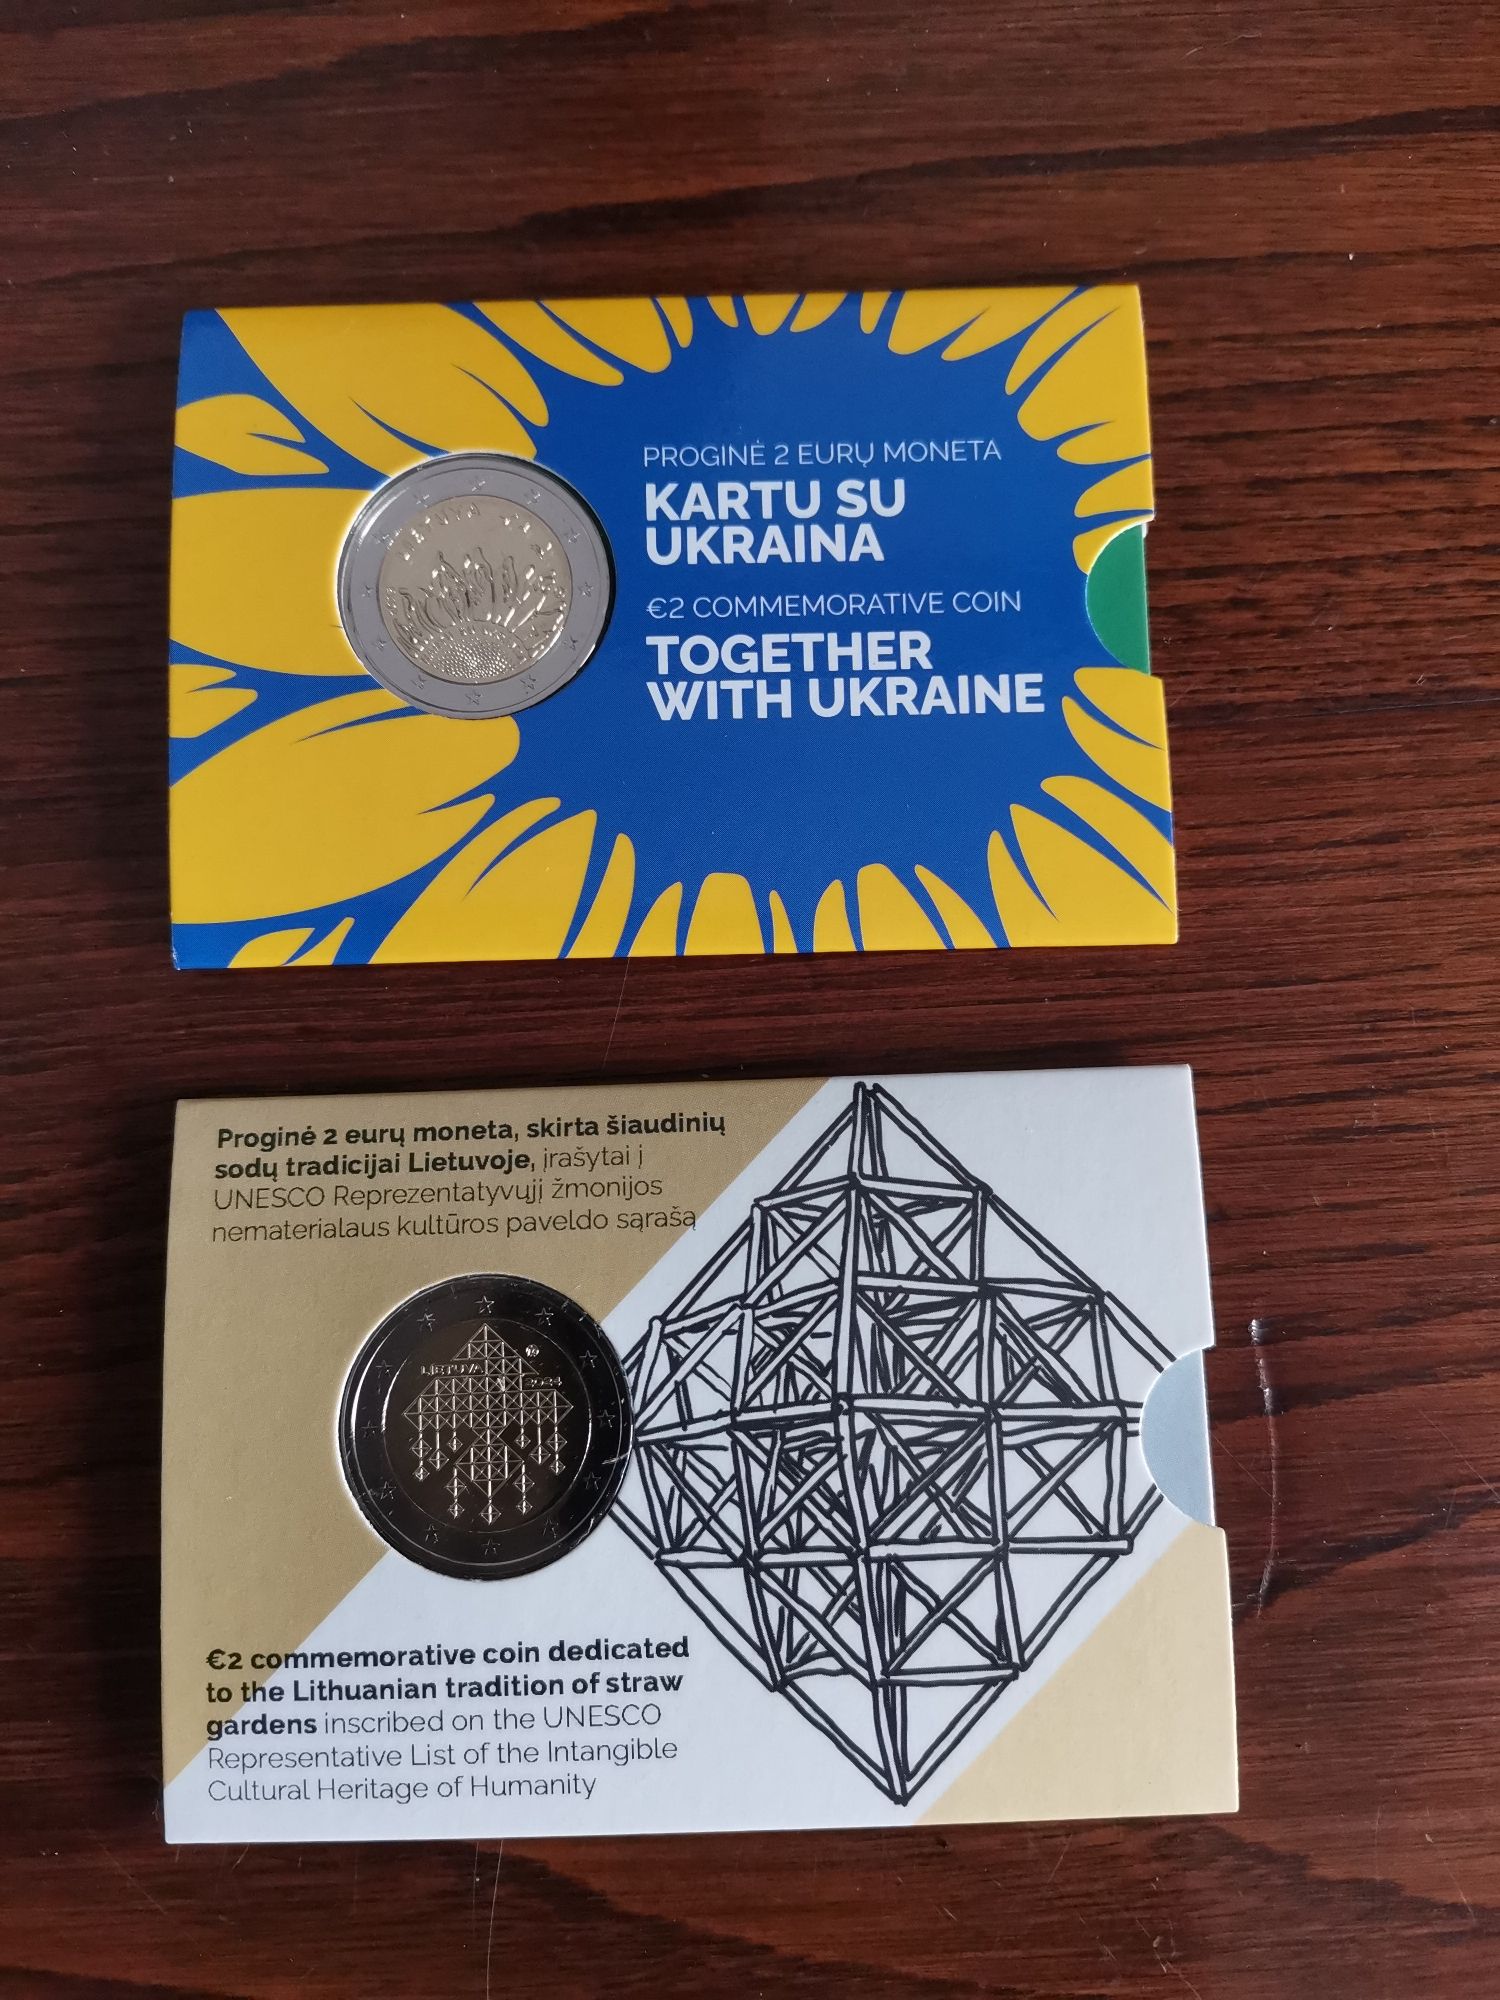 PROGINĖ 2 EURŲ MONETA
KARTU SU
UKRAINA
€2 COMMEMORATIVE COIN
TOGETHER
WITH UKRAINE
LIETUVA
Proginė 2 eurų moneta, skirta šiaudinių
sodų tradicijai Lietuvoje, įrašytai į
UNESCO Reprezentatyvųjį žmonijos
nematerialaus kultūros paveldo sąrašą
LIETUVA
2024
€2 commemorative coin dedicated
to the Lithuanian tradition of straw
gardens inscribed on the UNESCO
Representative List of the Intangible
Cultural Heritage of Humanity